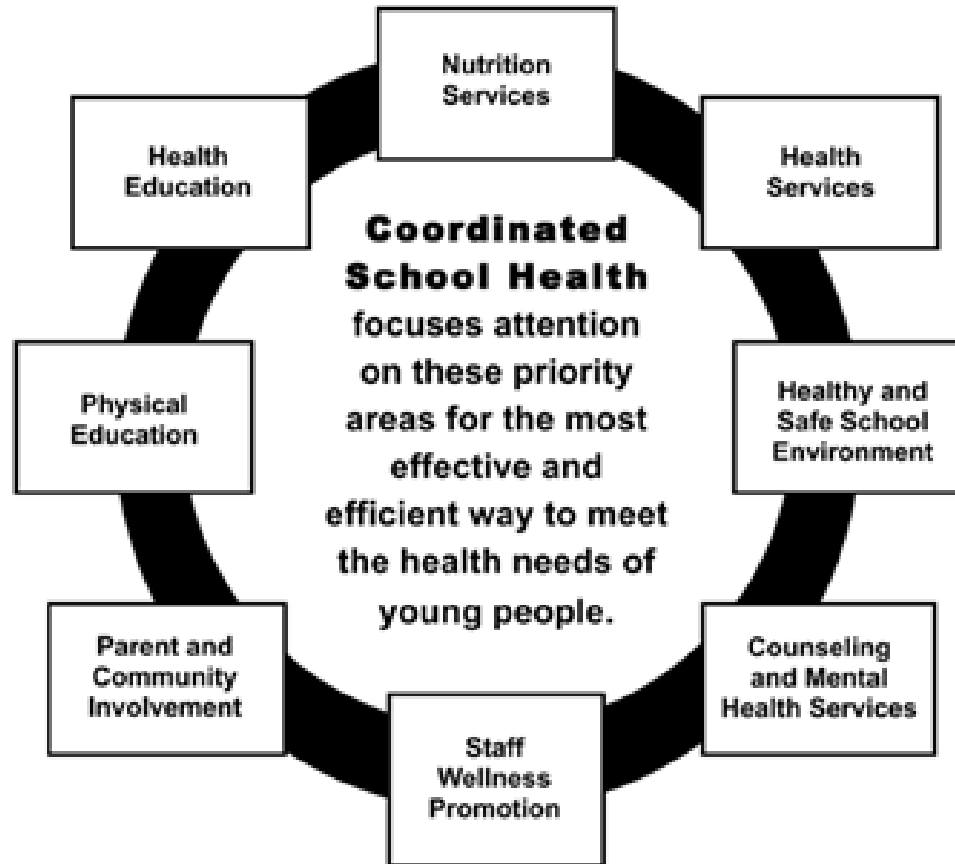 Nutrition
Services
Health
Services
Healthy and
Safe School
Environment
Counseling
and Mental
Health Services
Staff
Wellness
Promotion
Parent and
Community
Involvement
Physical
Education
Health
Education
Coordinated
School Health
focuses attention
on these priority
areas for the most
effective and
efficient way to meet
the health needs of
young people.